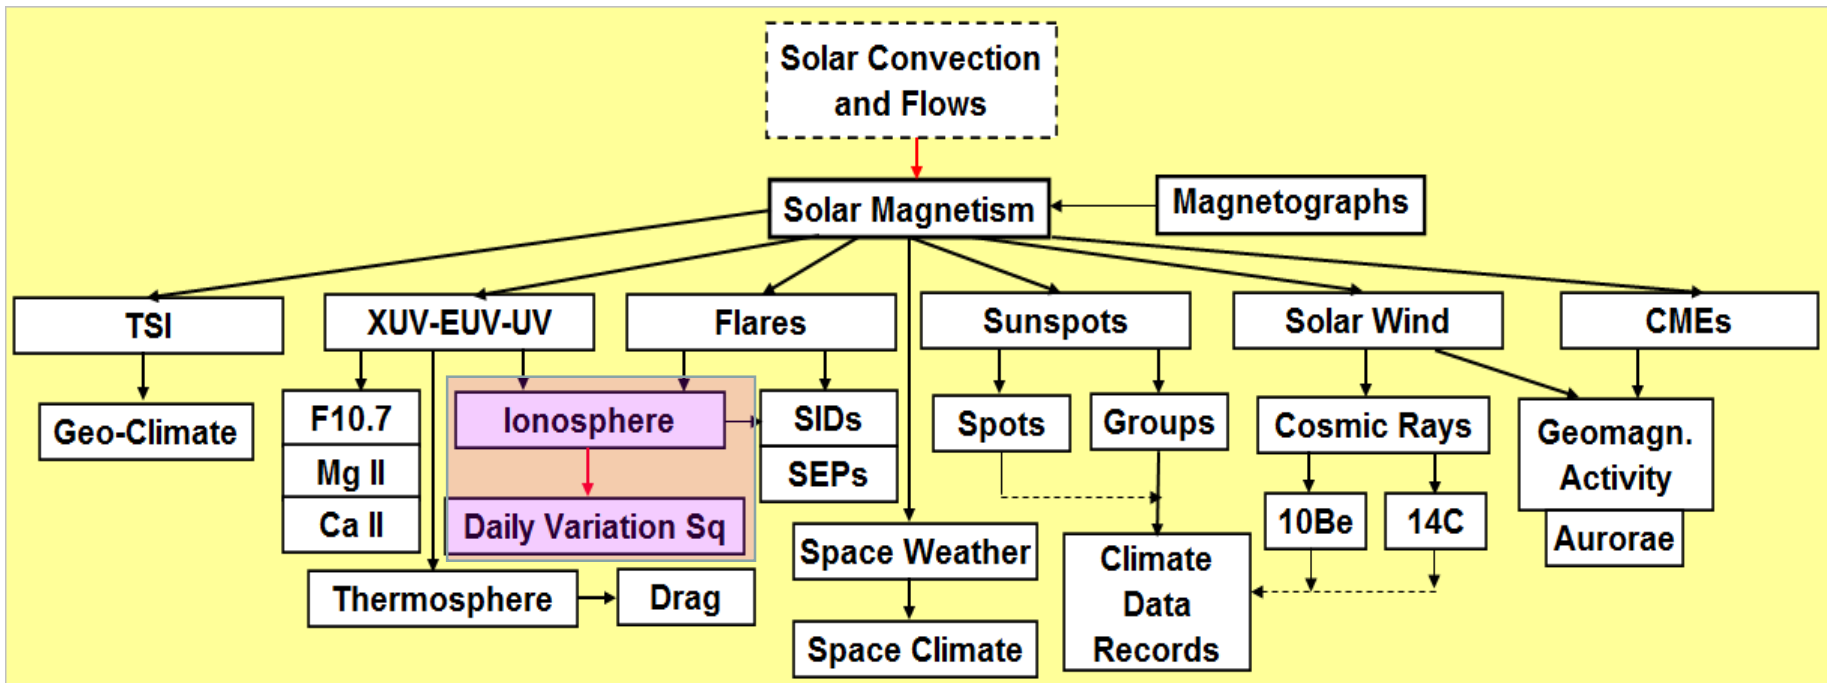 Solar Convection
and Flows
Solar Magnetism
Magnetographs
TSI
XUV-EUV-UV
Flares
Sunspots
Solar Wind
CMEs
Geo-Climate
F10.7
Mg II
Ca II
Ionosphere
Daily Variation Sq
SIDs
SEPs
Spots
Groups
Cosmic Rays
Geomagn.
Activity
10Be
14C
Aurorae
Space Weather
Climate
Data
Records
Thermosphere
Drag
Space Climate